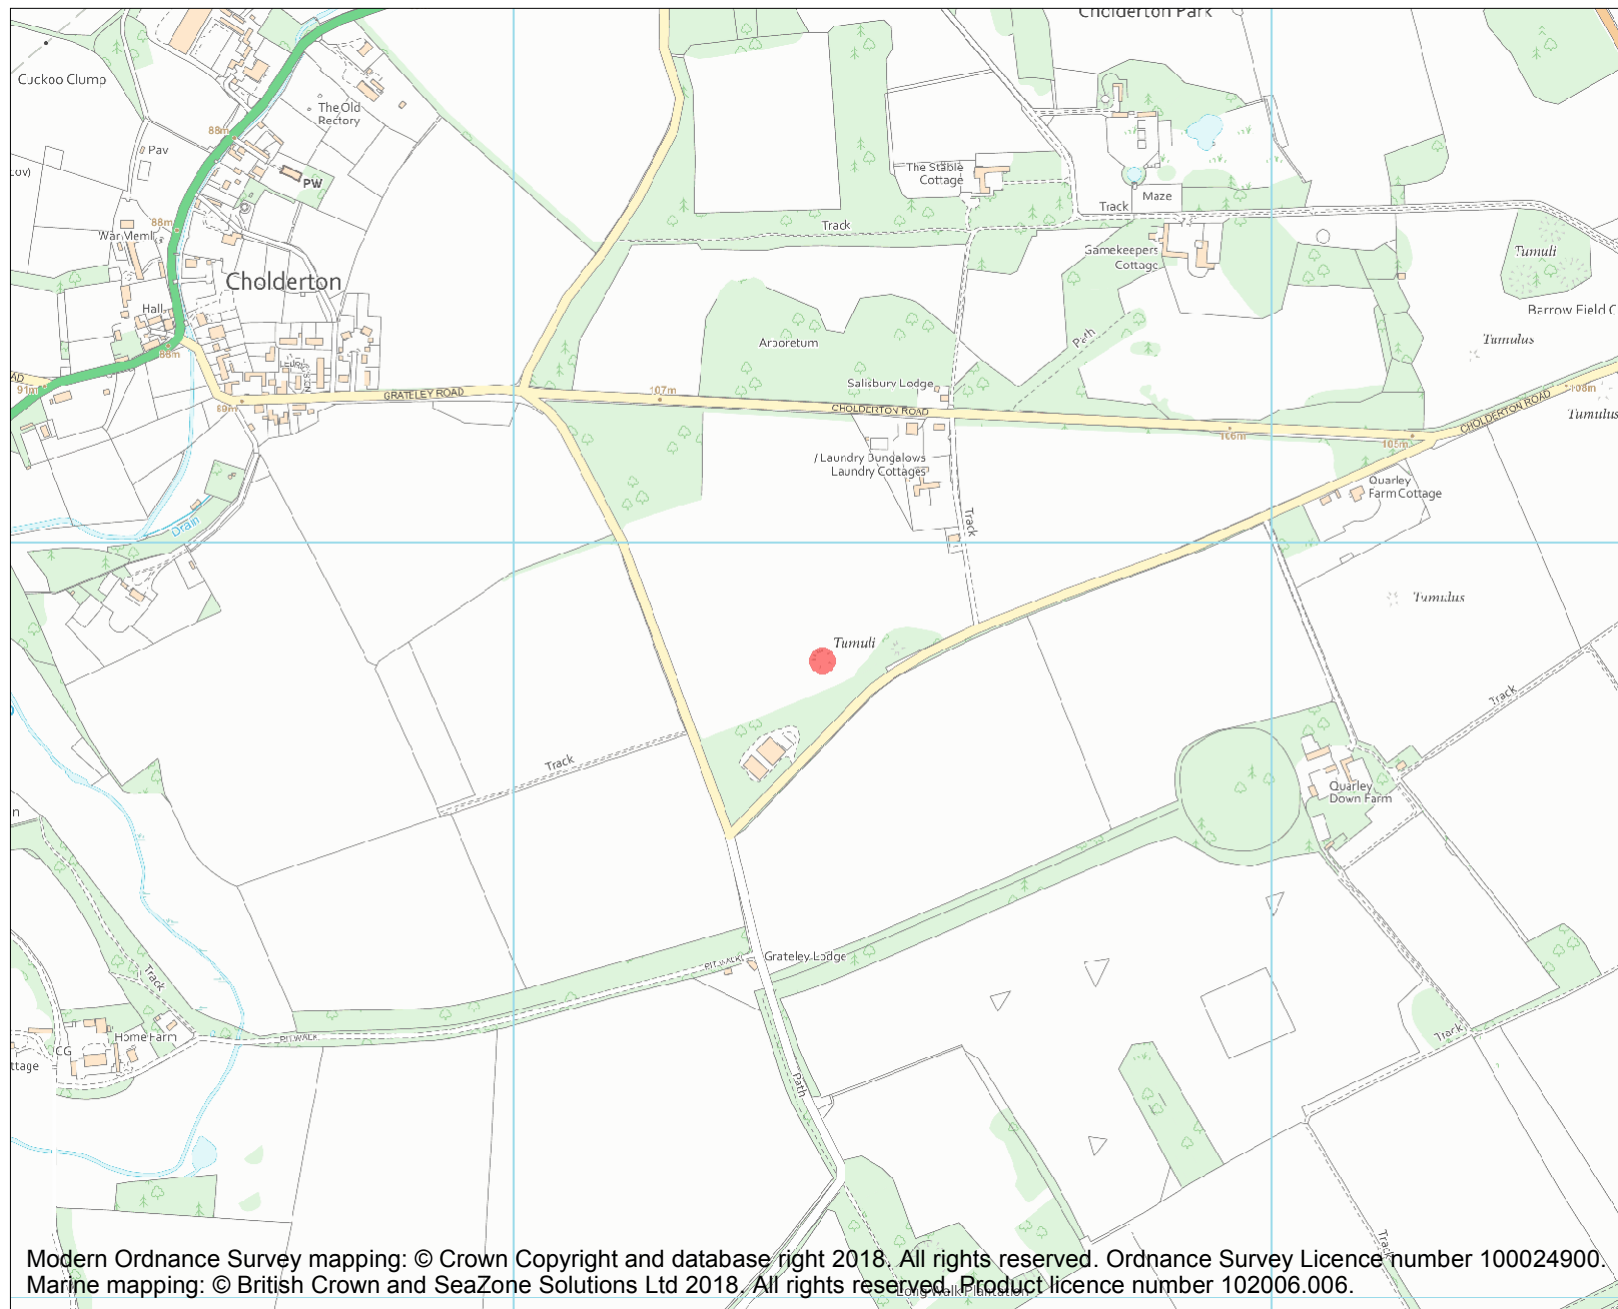 Cholderton Park
Cuckoo Clump
The Old
Rectory
88m
Pav
PW
The Stable
Cottage
Maze
Track
Track
88m
War Meml
Gamekeepers
Cottage
Tumuli
Cholderton
Hall
Barrow Field C
Path
Tumulus
Arboretum
88m
Salisbury Lodge
91m
GRATELEY ROAD
107m
108m
CHOLDERTON ROAD
CHOLDERTON ROAD
Tumulus
89m
106m
105m
Laundry Bungalows
Laundry Cottages
Quarley
Farm Cottage
Drain
Track
Tumulus
Tumuli
Track
Track
Quarley
Down Farm
Grateley Lodge
PIT WALK
Track
Home Farm
PIT WALK
CG
ttage
Track
Path
Track
Modern Ordnance Survey mapping: © Crown Copyright and database right 2018. All rights reserved. Ordnance Survey Licence number 100024900.
Marine mapping: © British Crown and SeaZone Solutions Ltd 2018. All rights reserved. Product licence number 102006.006.
Long Walk Plantation